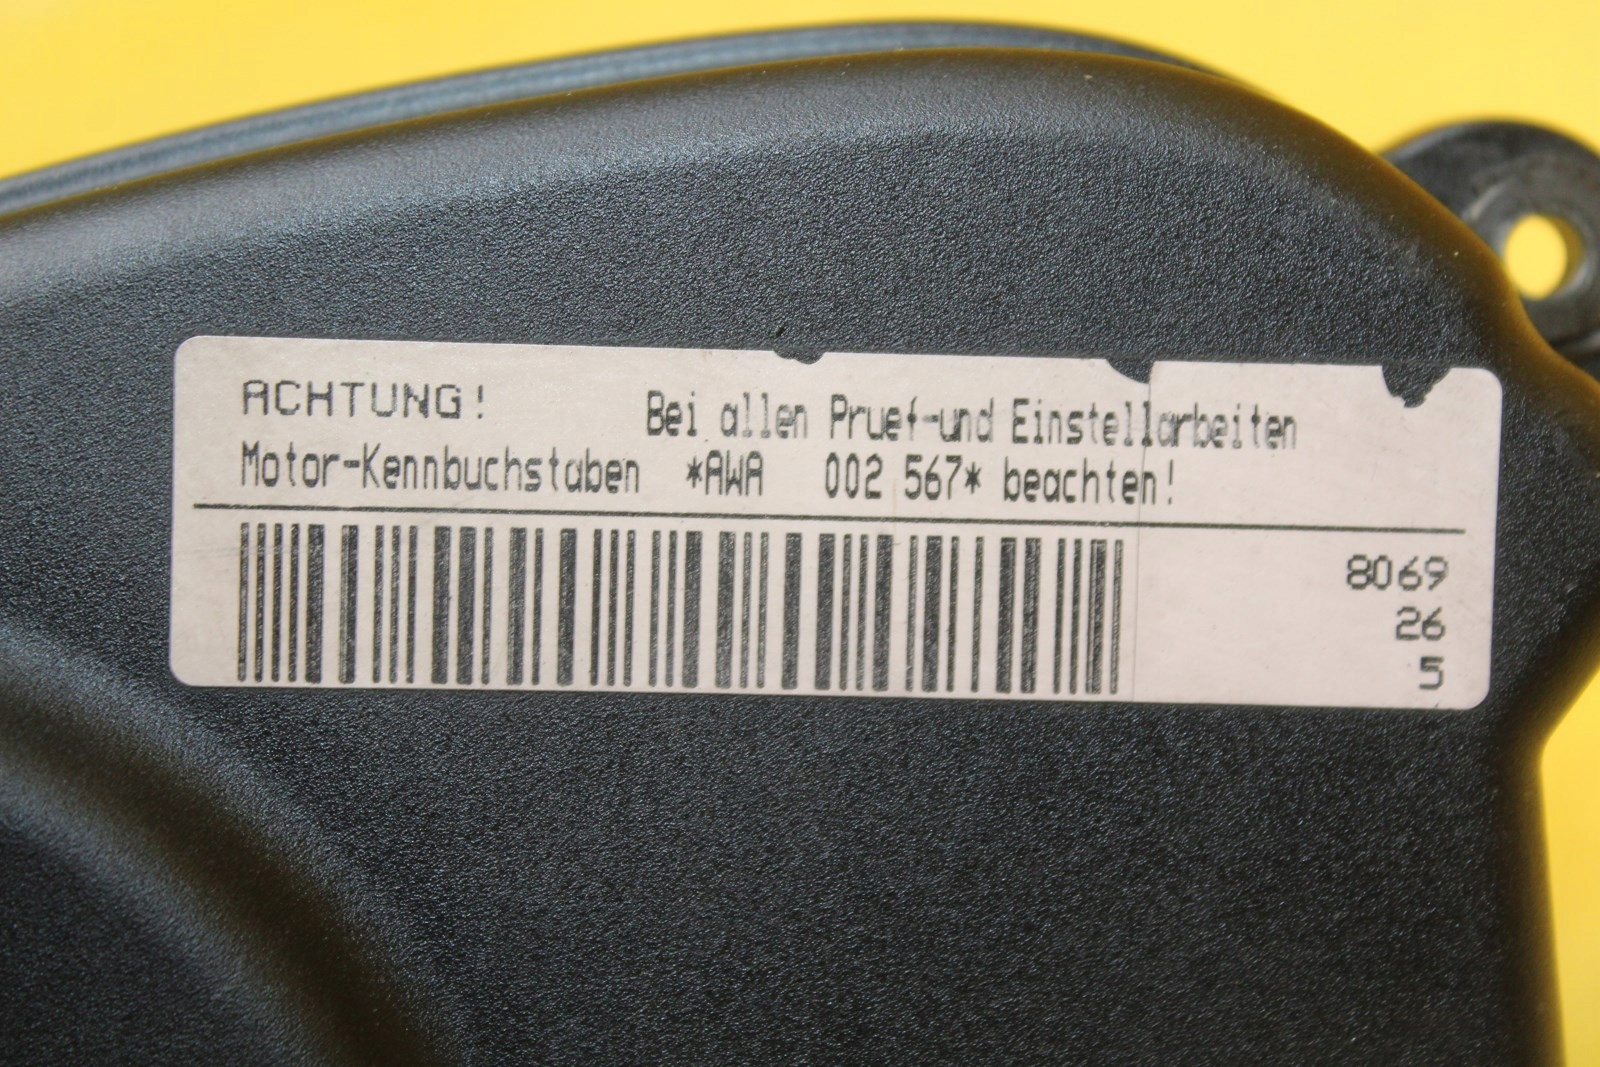 ACHTUNG! Bei allen Pruef-und Einstellarbeiten
Motor-Kennbuchstaben *AWA 002 567* beachten!
8069
26
5